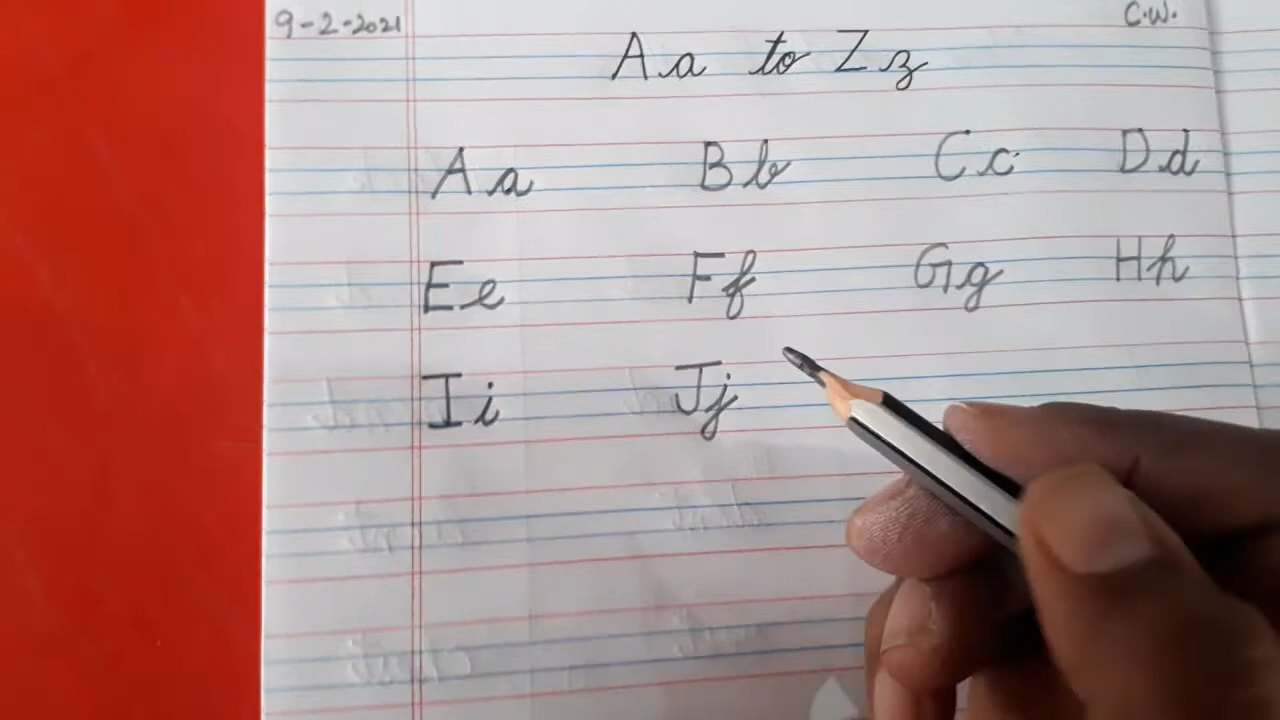 9-2-2021 C.W.
Aa to Zz
Aa Bb Cc Dd
Ee Ff Gg Hh
Ii Jj